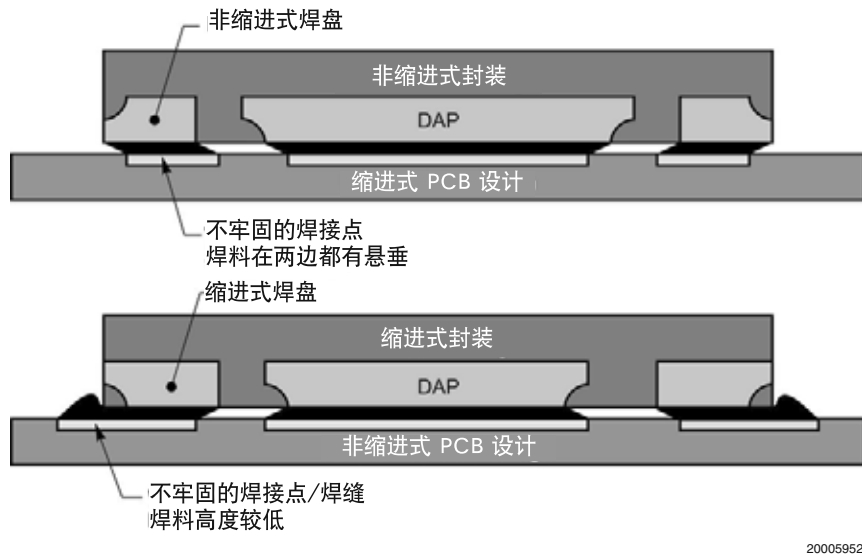 非缩进式焊盘
非缩进式封装
DAP
缩进式 PCB 设计
不牢固的焊接点
焊料在两边都有悬垂
缩进式焊盘
缩进式封装
DAP
非缩进式 PCB 设计
不牢固的焊接点/焊缝
焊料高度较低
20005952